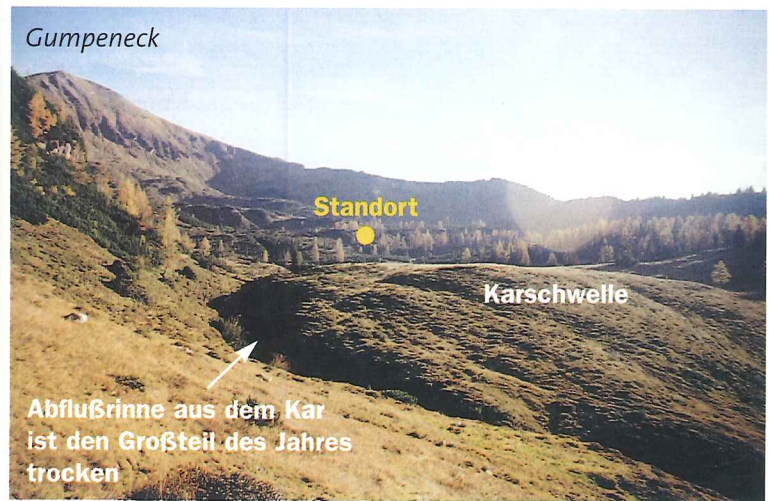 Gumpeneck
Standort
Karschwelle
Abflußrinne aus dem Kar
ist den Großteil des Jahres
trocken